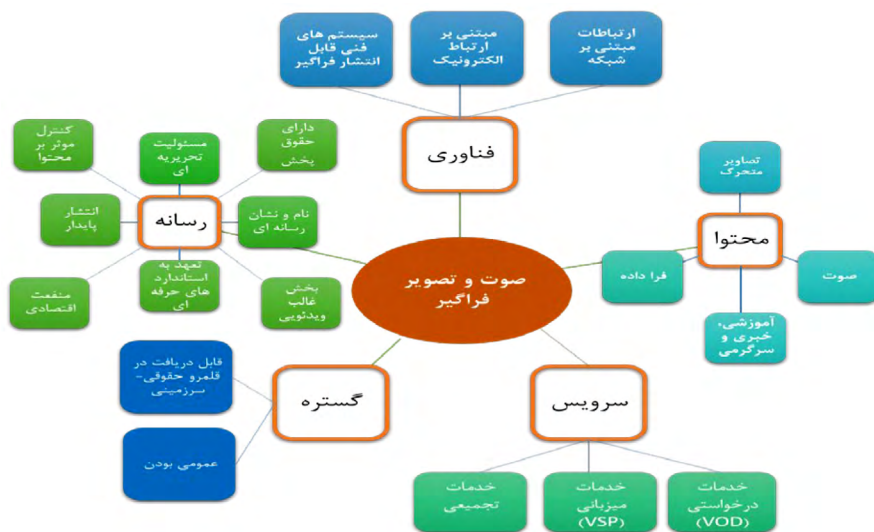 سیستم های
فنی قابل
انتشار فراگیر
مبتنی بر
ارتباط
الکترونیک
ارتباطات
مبتنی بر
شبکه
فناوری
کنترل
موثر بر
محتوا
مسئولیت
تحریریه
ای
دارای
حقوق
پخش
انتشار
پایدار
رسانه
نام و نشان
رسانه ای
منفعت
اقتصادی
تعهد به
استاندارد
های حرفه
ای
بخش
غالب
ویدئویی
صوت و تصویر
فراگیر
تصاویر
متحرک
محتوا
فرا داده
صوت
آموزشی،
خبری و
سرگرمی
قابل دریافت در
قلمرو حقوقی-
سرزمینی
عمومی بودن
گستره
سرویس
خدمات
تجمیعی
خدمات
میزبانی
(VSP)
خدمات
درخواستی
(VOD)